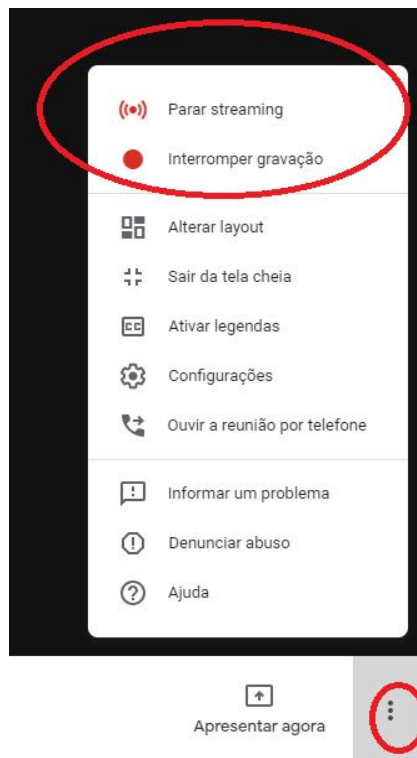 Parar streaming
Interromper gravação
Alterar layout
Sair da tela cheia
CC Ativar legendas
Configurações
Ouvir a reunião por telefone
Informar um problema
Denunciar abuso
Ajuda
Apresentar agora